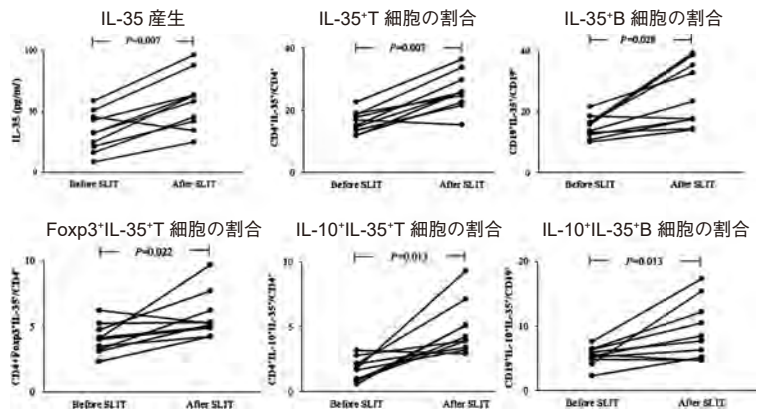 IL-35 産生
IL-35⁺T 細胞の割合
IL-35⁺B 細胞の割合
P=0.007
P=0.007
P=0.028
IL-35 (pg/ml)
CD4⁺IL-35⁺/CD4⁺
CD19⁺IL-35⁺/CD19⁺
100
50
0
40
20
0
40
20
0
Before SLIT After SLIT
Before SLIT After SLIT
Before SLIT After SLIT
Foxp3⁺IL-35⁺T 細胞の割合
IL-10⁺IL-35⁺T 細胞の割合
IL-10⁺IL-35⁺B 細胞の割合
P=0.022
P=0.013
P=0.013
CD4+Foxp3⁺IL-35⁺/CD4⁺
CD4⁺IL-10⁺IL-35⁺/CD4⁺
CD19⁺IL-10⁺IL-35⁺/CD19⁺
10
5
0
10
5
0
20
10
0
Before SLIT After SLIT
Before SLIT After SLIT
Before SLIT After SLIT